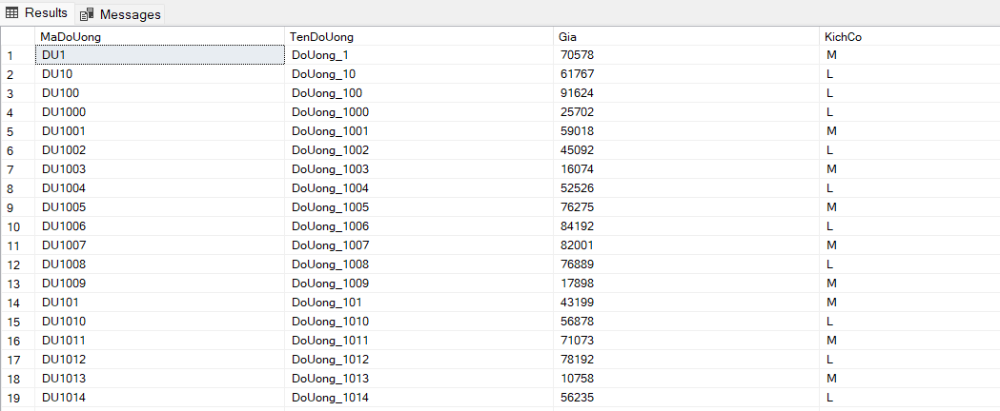 Results Messages
MaDoUong TenDoUong Gia KichCo
1 DU1 DoUong_1 70578 M
2 DU10 DoUong_10 61767 L
3 DU100 DoUong_100 91624 L
4 DU1000 DoUong_1000 25702 L
5 DU1001 DoUong_1001 59018 M
6 DU1002 DoUong_1002 45092 L
7 DU1003 DoUong_1003 16074 M
8 DU1004 DoUong_1004 52526 L
9 DU1005 DoUong_1005 76275 M
10 DU1006 DoUong_1006 84192 L
11 DU1007 DoUong_1007 82001 M
12 DU1008 DoUong_1008 76889 L
13 DU1009 DoUong_1009 17898 M
14 DU101 DoUong_101 43199 M
15 DU1010 DoUong_1010 56878 L
16 DU1011 DoUong_1011 71073 M
17 DU1012 DoUong_1012 78192 L
18 DU1013 DoUong_1013 10758 M
19 DU1014 DoUong_1014 56235 L